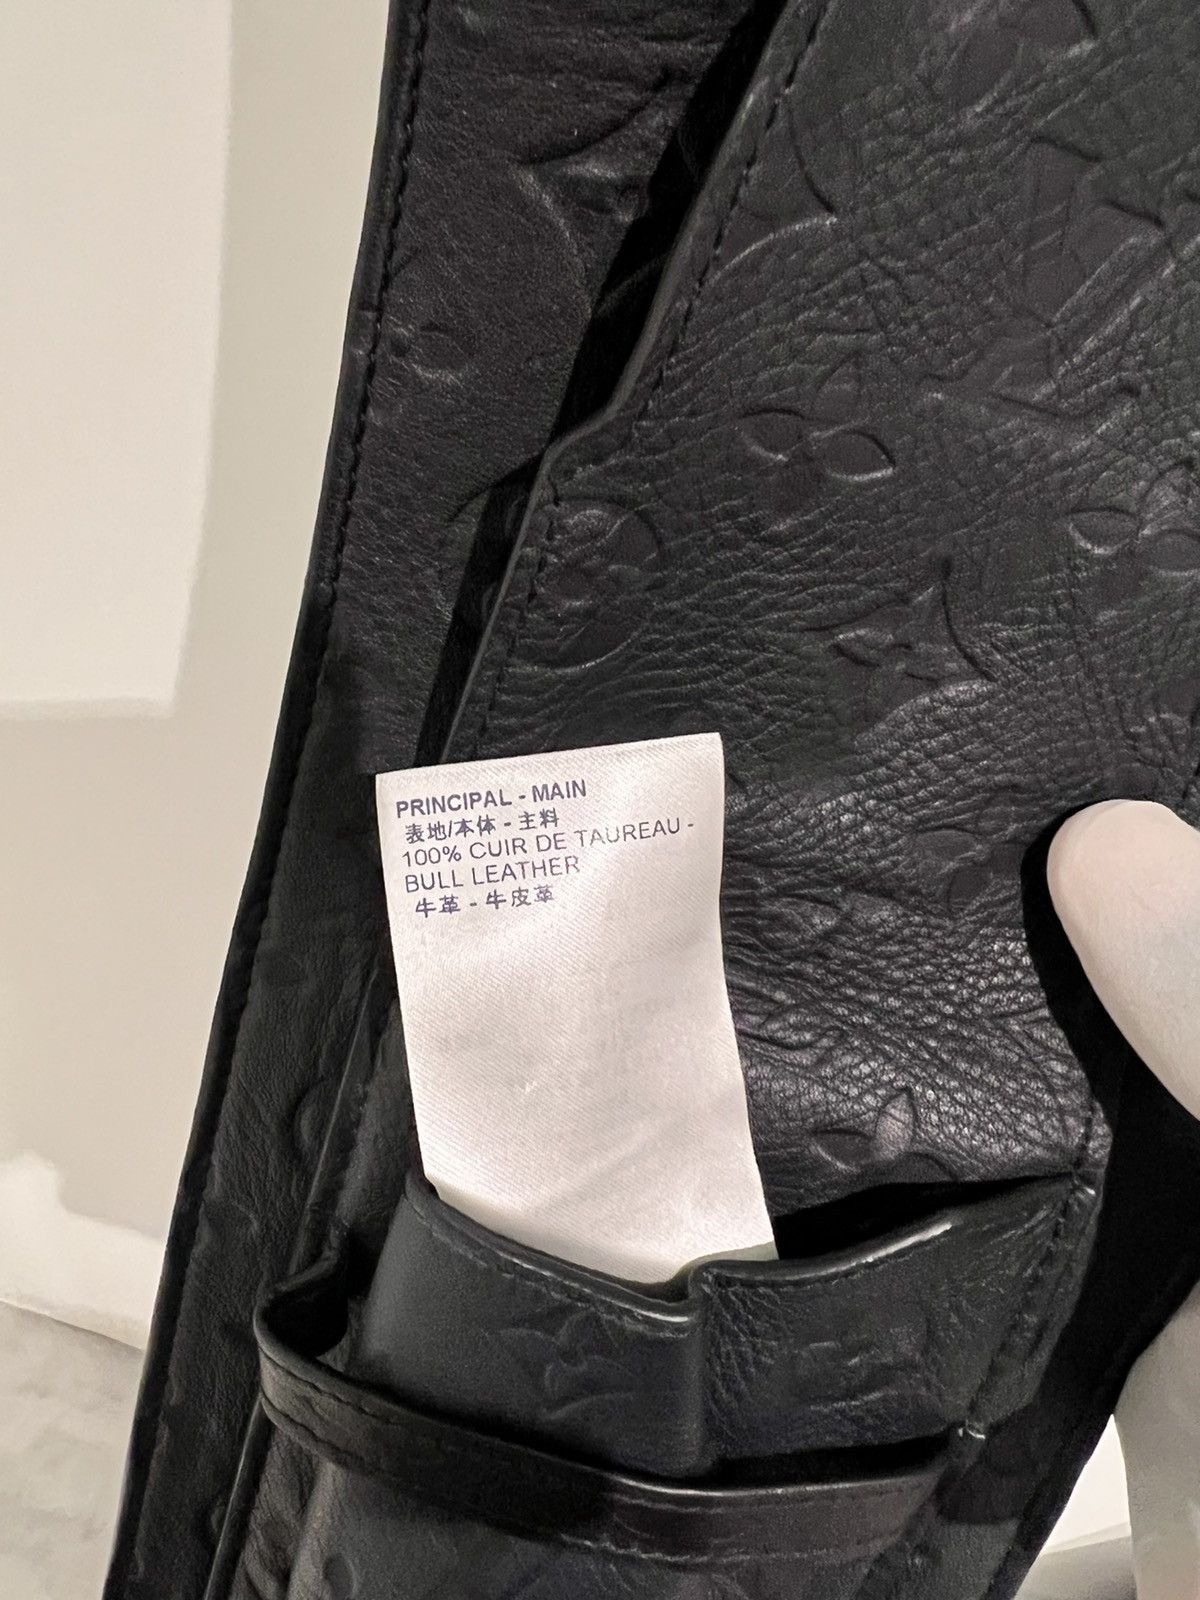 PRINCIPAL - MAIN
表地/本体 - 主料
100% CUIR DE TAUREAU -
BULL LEATHER
牛革 - 牛皮革